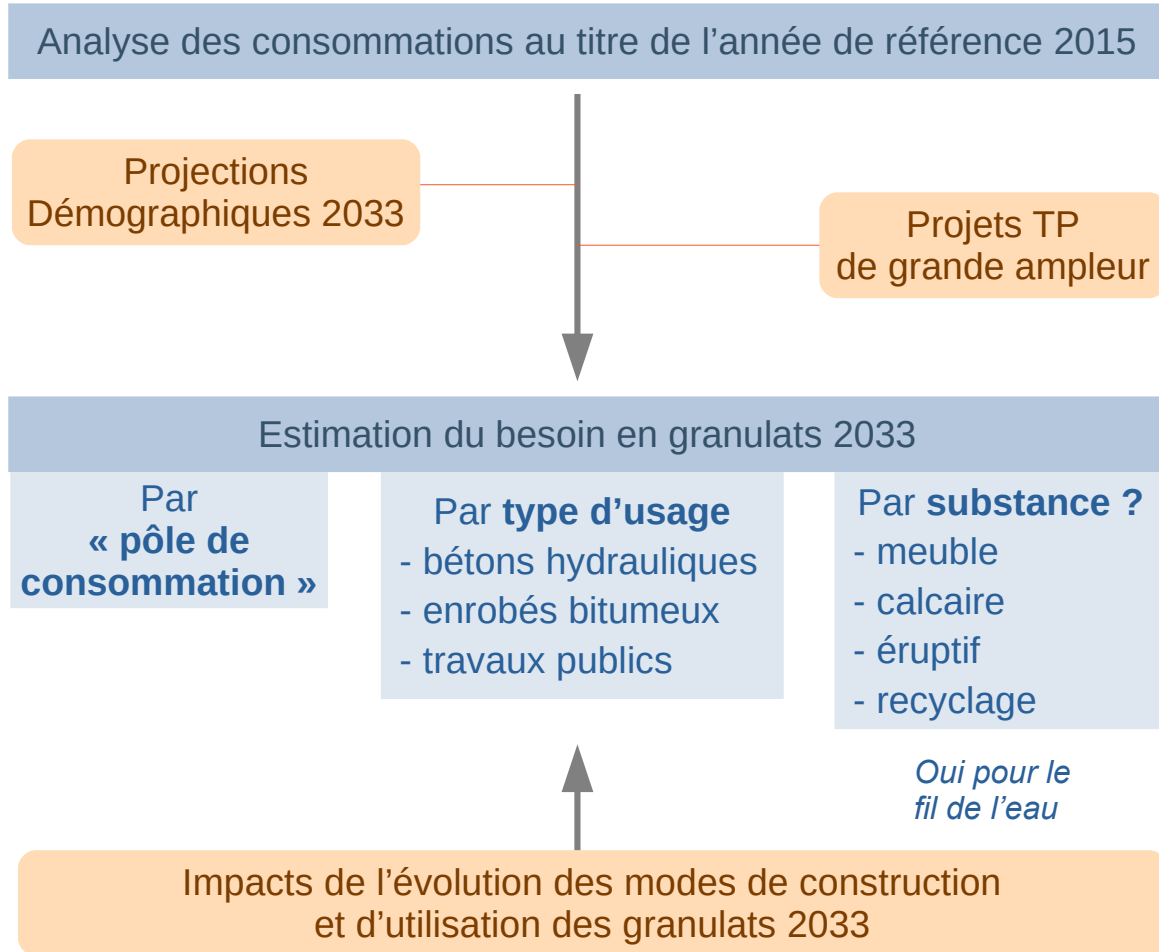 Analyse des consommations au titre de l’année de référence 2015
Projections
Démographiques 2033
Projets TP
de grande ampleur
Estimation du besoin en granulats 2033
Par
« pôle de
consommation »
Par type d’usage
- bétons hydrauliques
- enrobés bitumeux
- travaux publics
Par substance ?
- meuble
- calcaire
- éruptif
- recyclage
Oui pour le
fil de l’eau
Impacts de l’évolution des modes de construction
et d’utilisation des granulats 2033